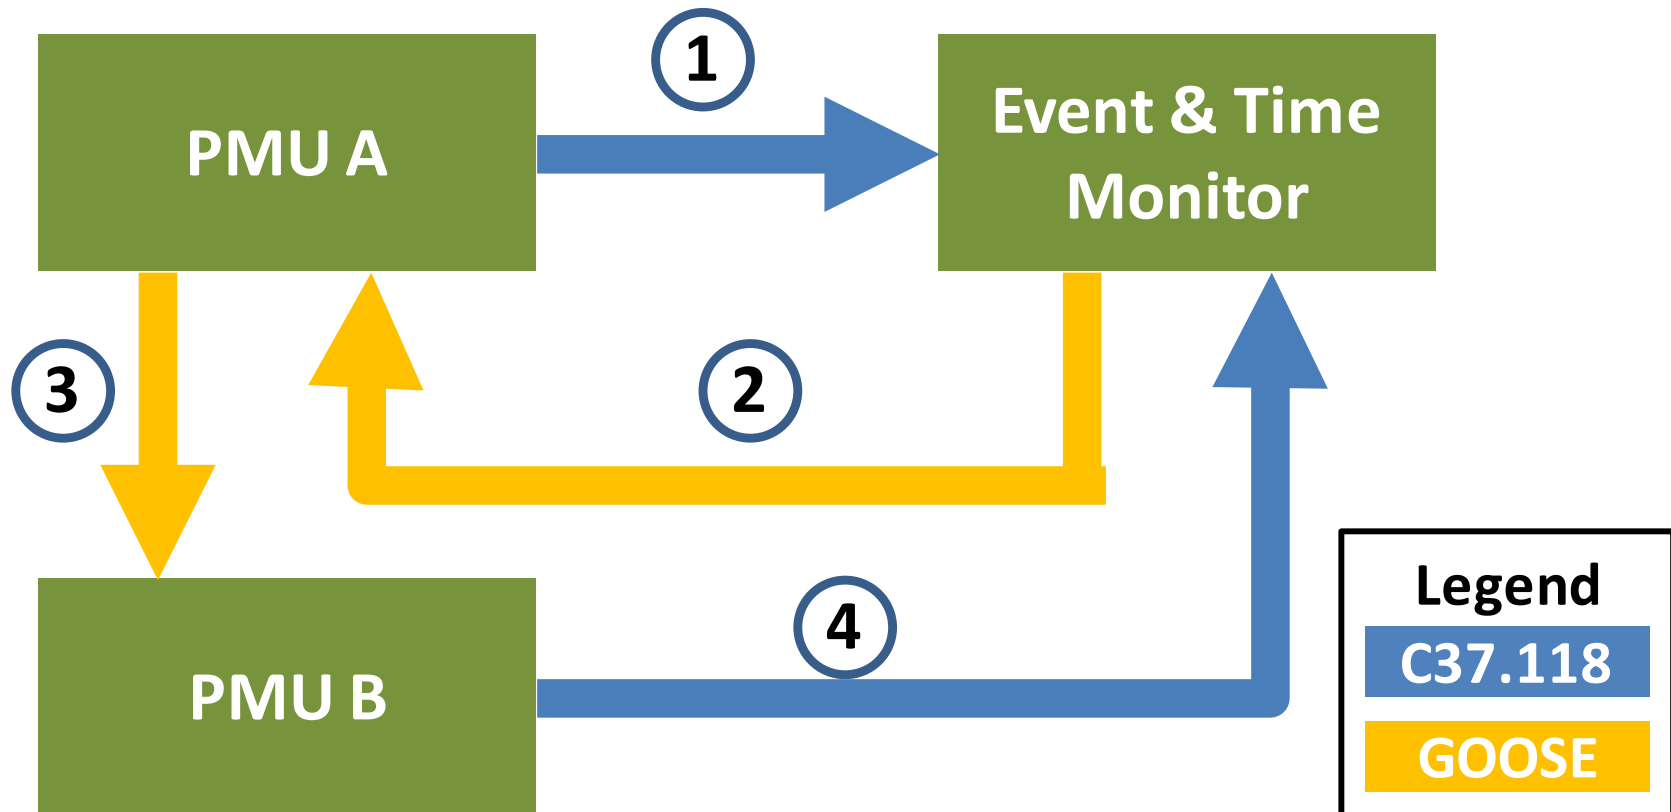 1
PMU A
Event & Time
Monitor
3
2
4
PMU B
Legend
C37.118
GOOSE